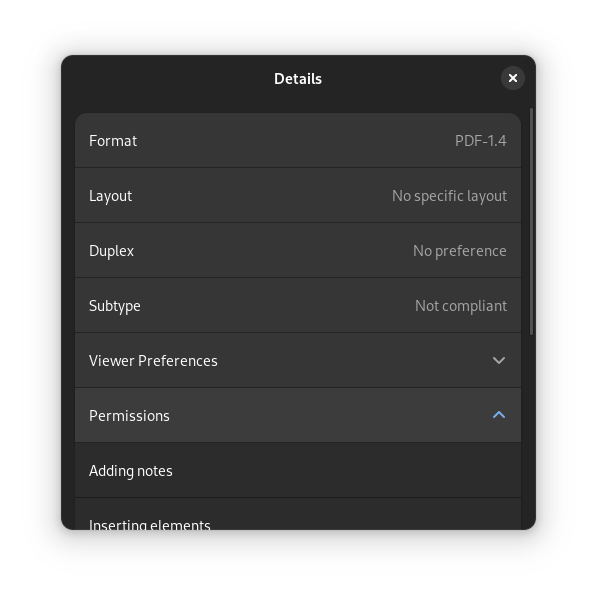 Details
Format
PDF-1.4
Layout
No specific layout
Duplex
No preference
Subtype
Not compliant
Viewer Preferences
Permissions
Adding notes
Inserting elements